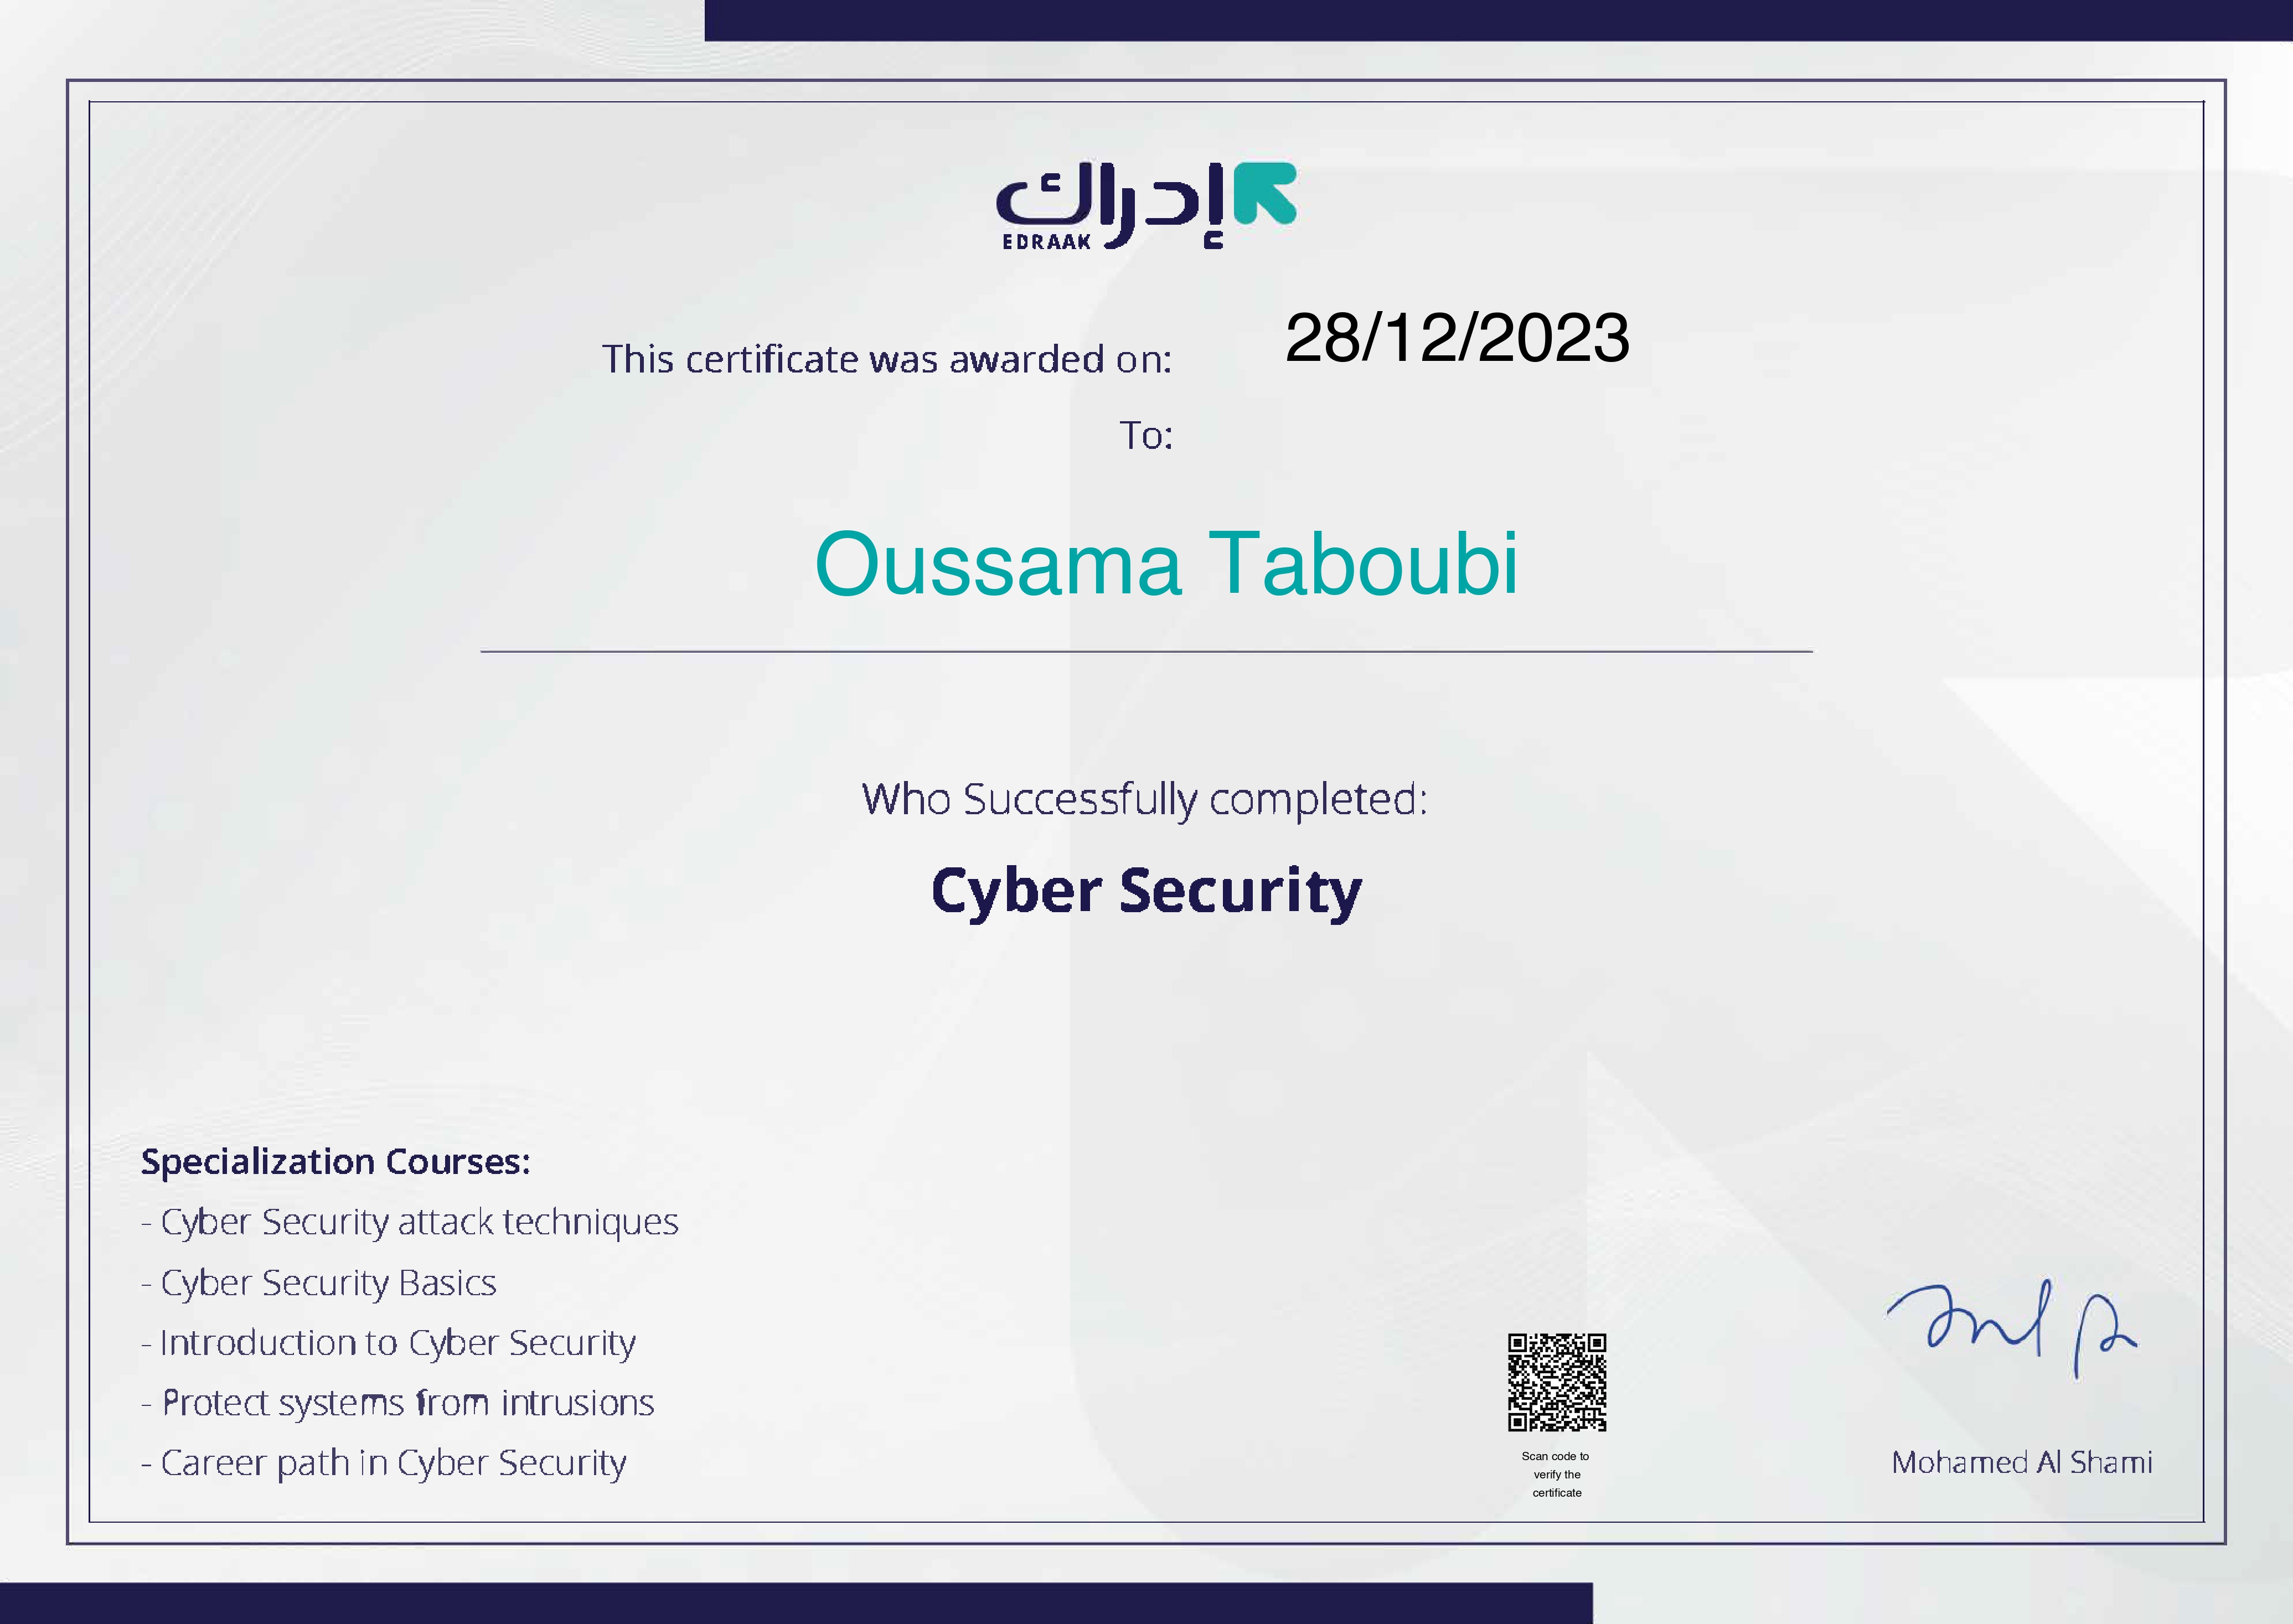 إدراك
EDRAAK
This certificate was awarded on: 28/12/2023
To:
Oussama Taboubi
Who Successfully completed:
Cyber Security
Specialization Courses:
- Cyber Security attack techniques
- Cyber Security Basics
- Introduction to Cyber Security
- Protect systems from intrusions
- Career path in Cyber Security
Scan code to
verify the
certificate
Mohamed Al Shami